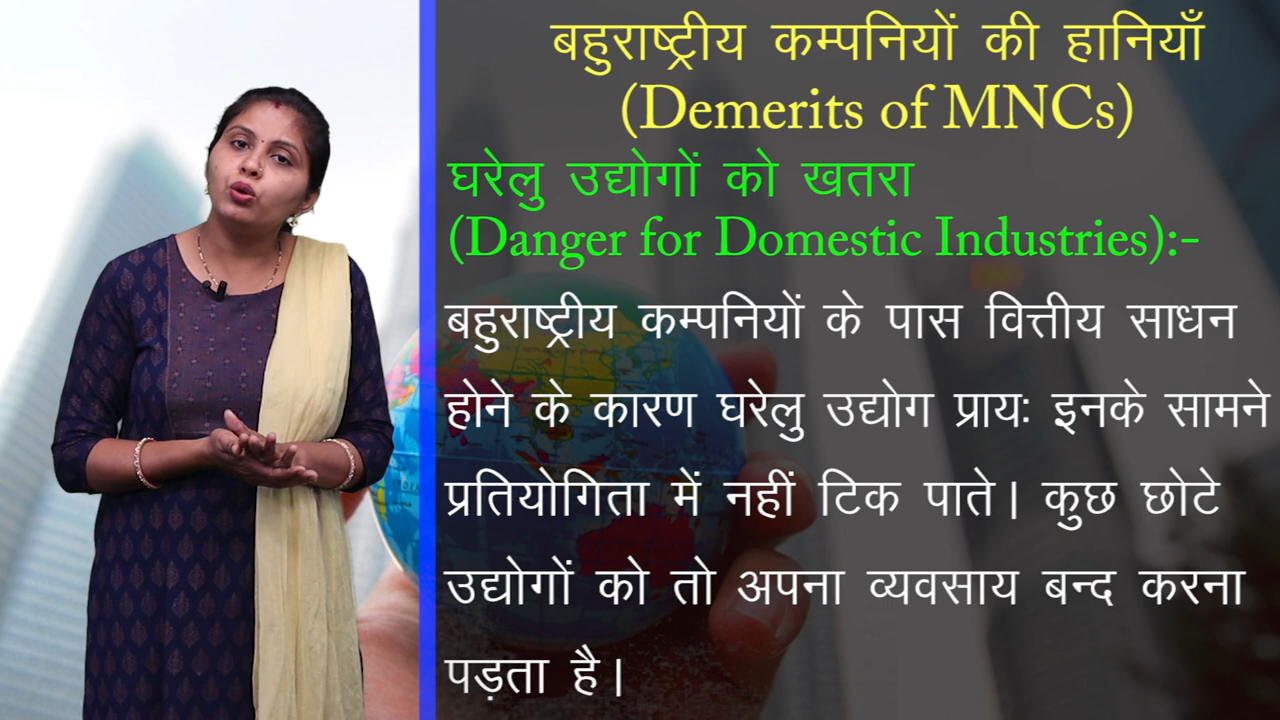 बहुराष्ट्रीय कम्पनियों की हानियाँ
(Demerits of MNCs)
घरेलु उद्योगों को खतरा
(Danger for Domestic Industries):-
बहुराष्ट्रीय कम्पनियों के पास वित्तीय साधन
होने के कारण घरेलु उद्योग प्रायः इनके सामने
प्रतियोगिता में नहीं टिक पाते। कुछ छोटे
उद्योगों को तो अपना व्यवसाय बन्द करना
पड़ता है।